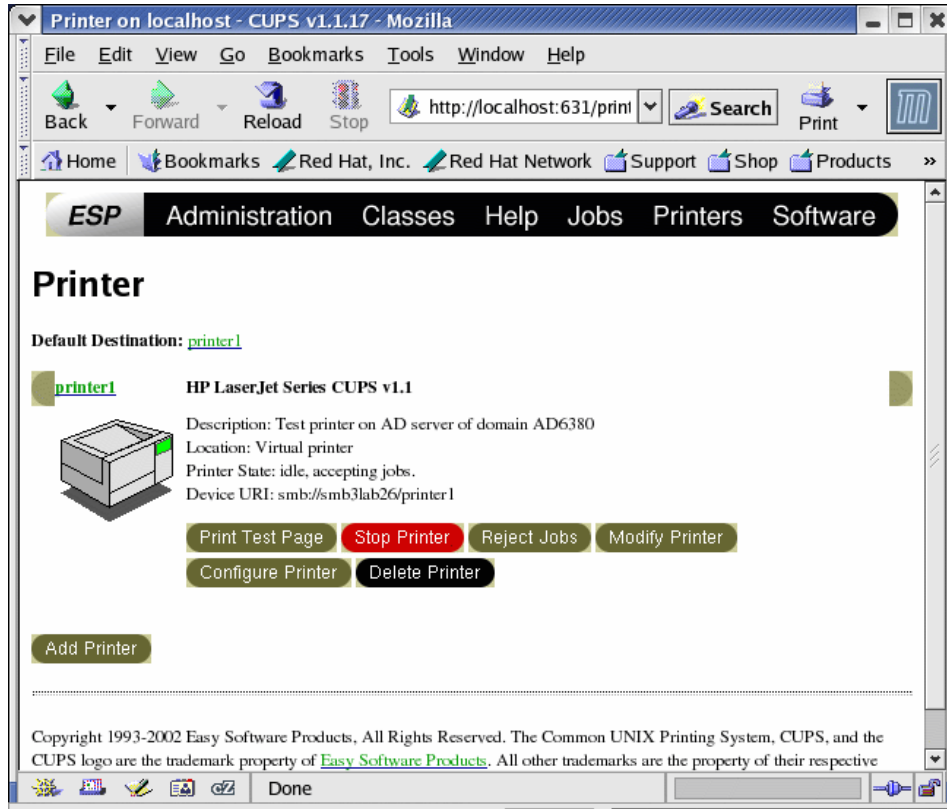 Printer on localhost - CUPS v1.1.17 - Mozilla
File Edit View Go Bookmarks Tools Window Help
Back Forward Reload Stop http://localhost:631/print Search Print
Home Bookmarks Red Hat, Inc. Red Hat Network Support Shop Products »
ESP Administration Classes Help Jobs Printers Software
Printer
Default Destination: printer1
printer1 HP LaserJet Series CUPS v1.1
Description: Test printer on AD server of domain AD6380
Location: Virtual printer
Printer State: idle, accepting jobs.
Device URI: smb://smb3lab26/printer1
Print Test Page Stop Printer Reject Jobs Modify Printer
Configure Printer Delete Printer
Add Printer
Copyright 1993-2002 Easy Software Products, All Rights Reserved. The Common UNIX Printing System, CUPS, and the
CUPS logo are the trademark property of Easy Software Products. All other trademarks are the property of their respective
Done